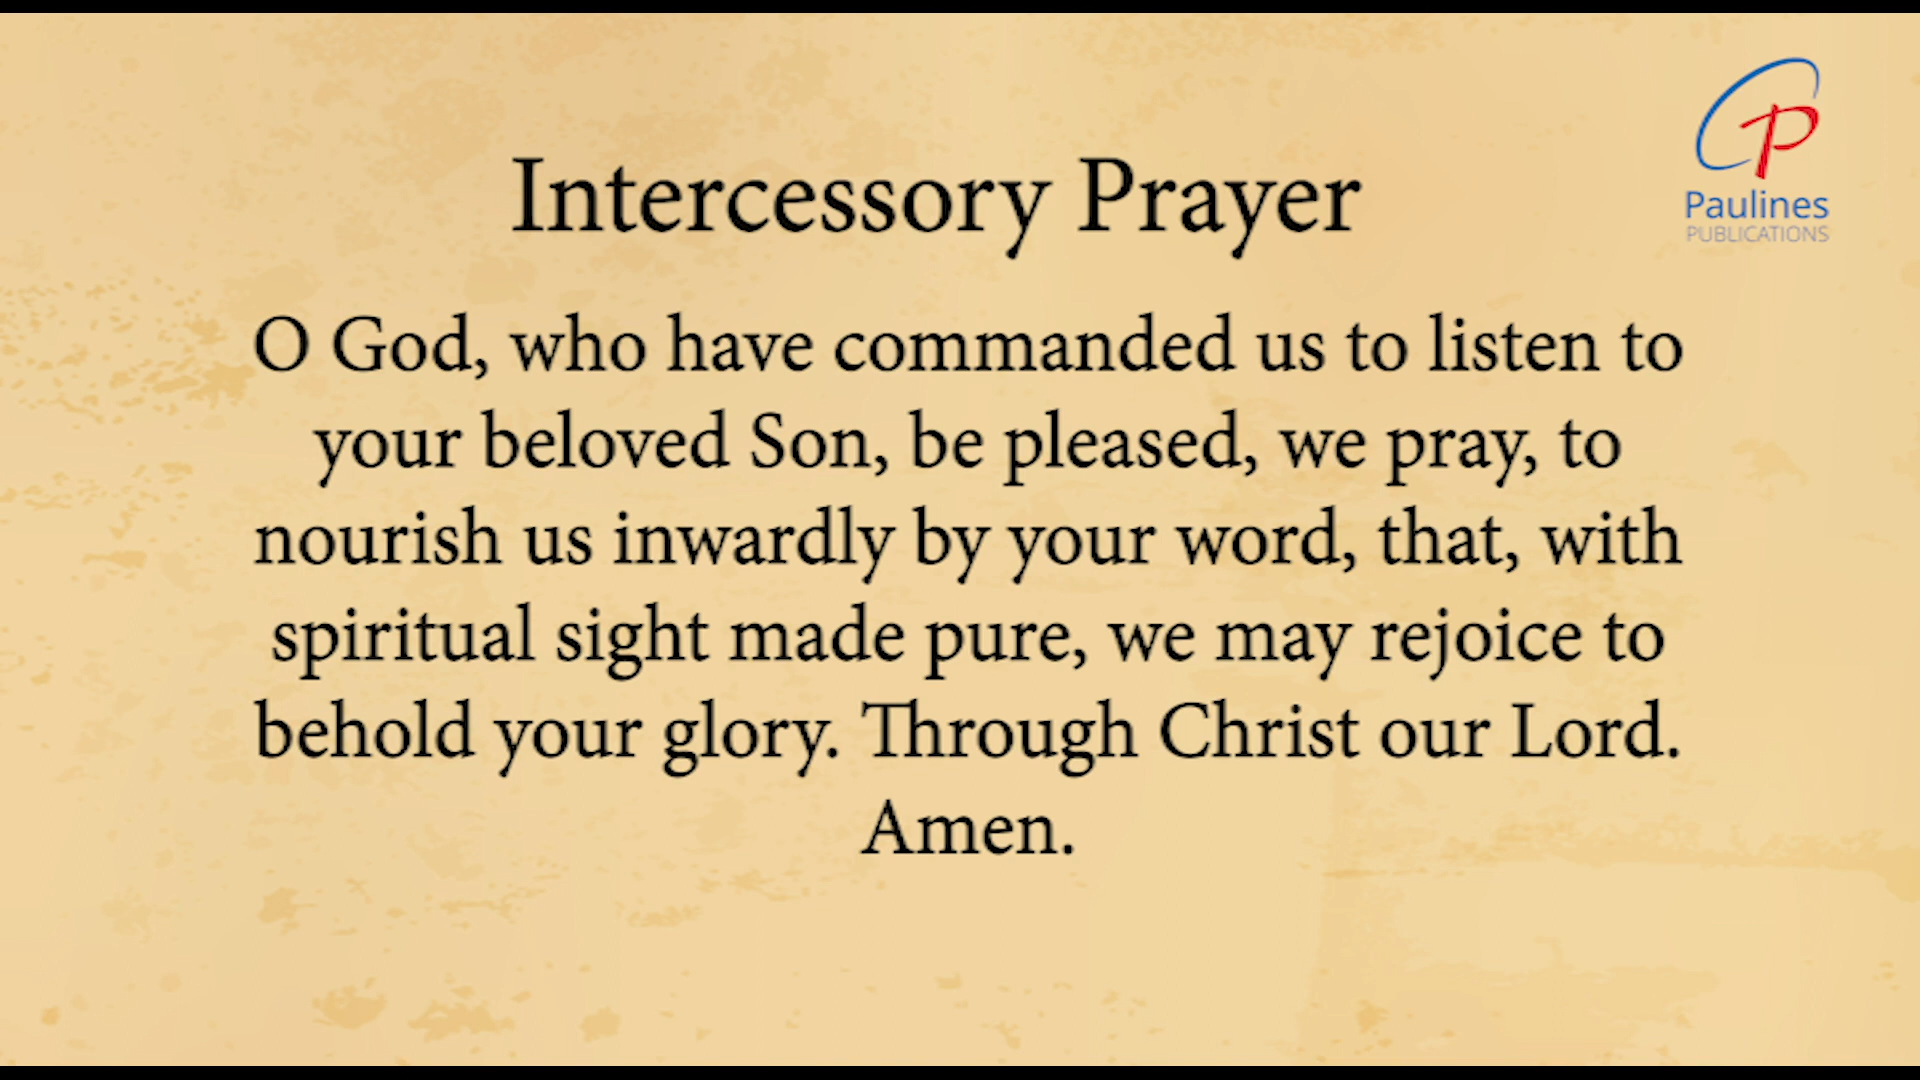 Intercessory Prayer
O God, who have commanded us to listen to
your beloved Son, be pleased, we pray, to
nourish us inwardly by your word, that, with
spiritual sight made pure, we may rejoice to
behold your glory. Through Christ our Lord.
Amen.
Paulines
PUBLICATIONS